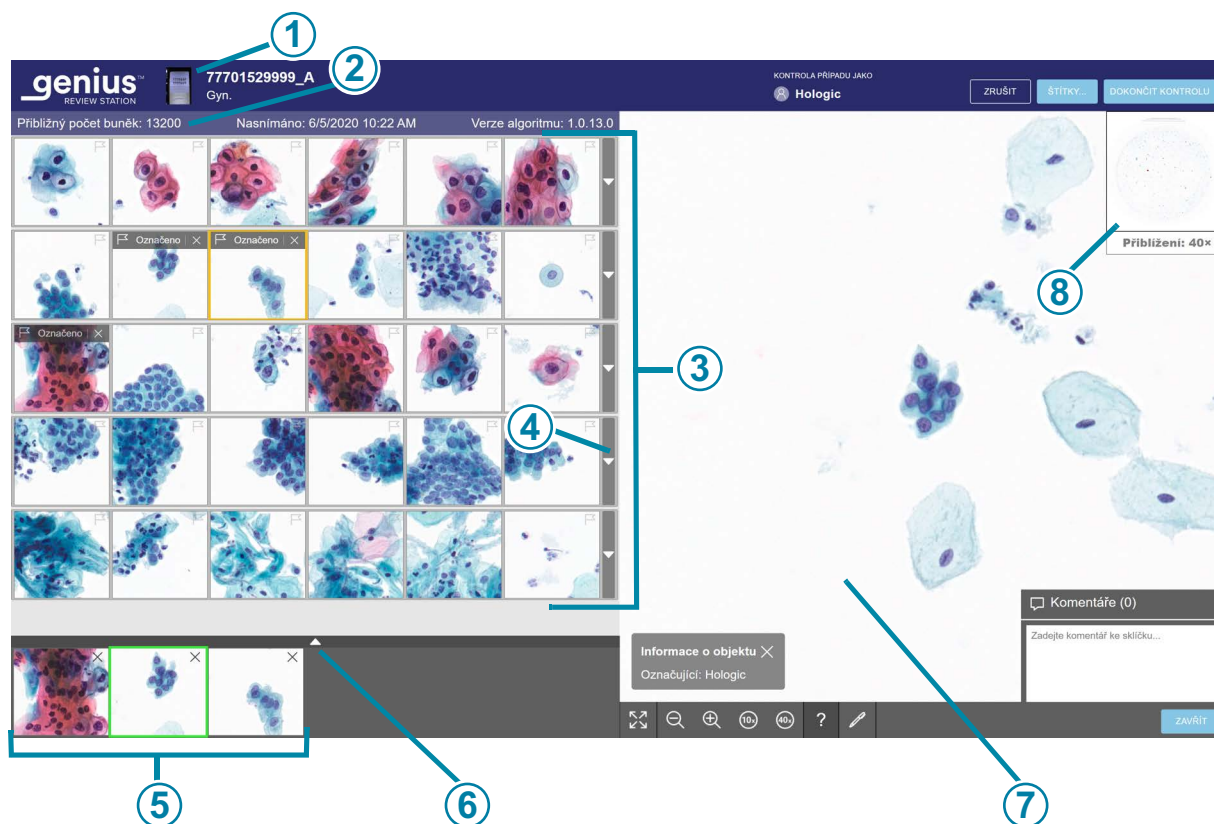 1
2
genius™
REVIEW STATION
77701529999_A
Gyn.
KONTROLA PŘÍPADU JAKO
Hologic
ZRUŠIT
ŠTÍTKY...
DOKONČIT KONTROLU
Přibližný počet buněk: 13200
Nasnímáno: 6/5/2020 10:22 AM
Verze algoritmu: 1.0.13.0
Označeno
Označeno
Přiblížení: 40×
8
Označeno
3
4
Komentáře (0)
Zadejte komentář ke sklíčku...
Informace o objektu
Označující: Hologic
10x
40x
?
ZAVŘÍT
5
6
7